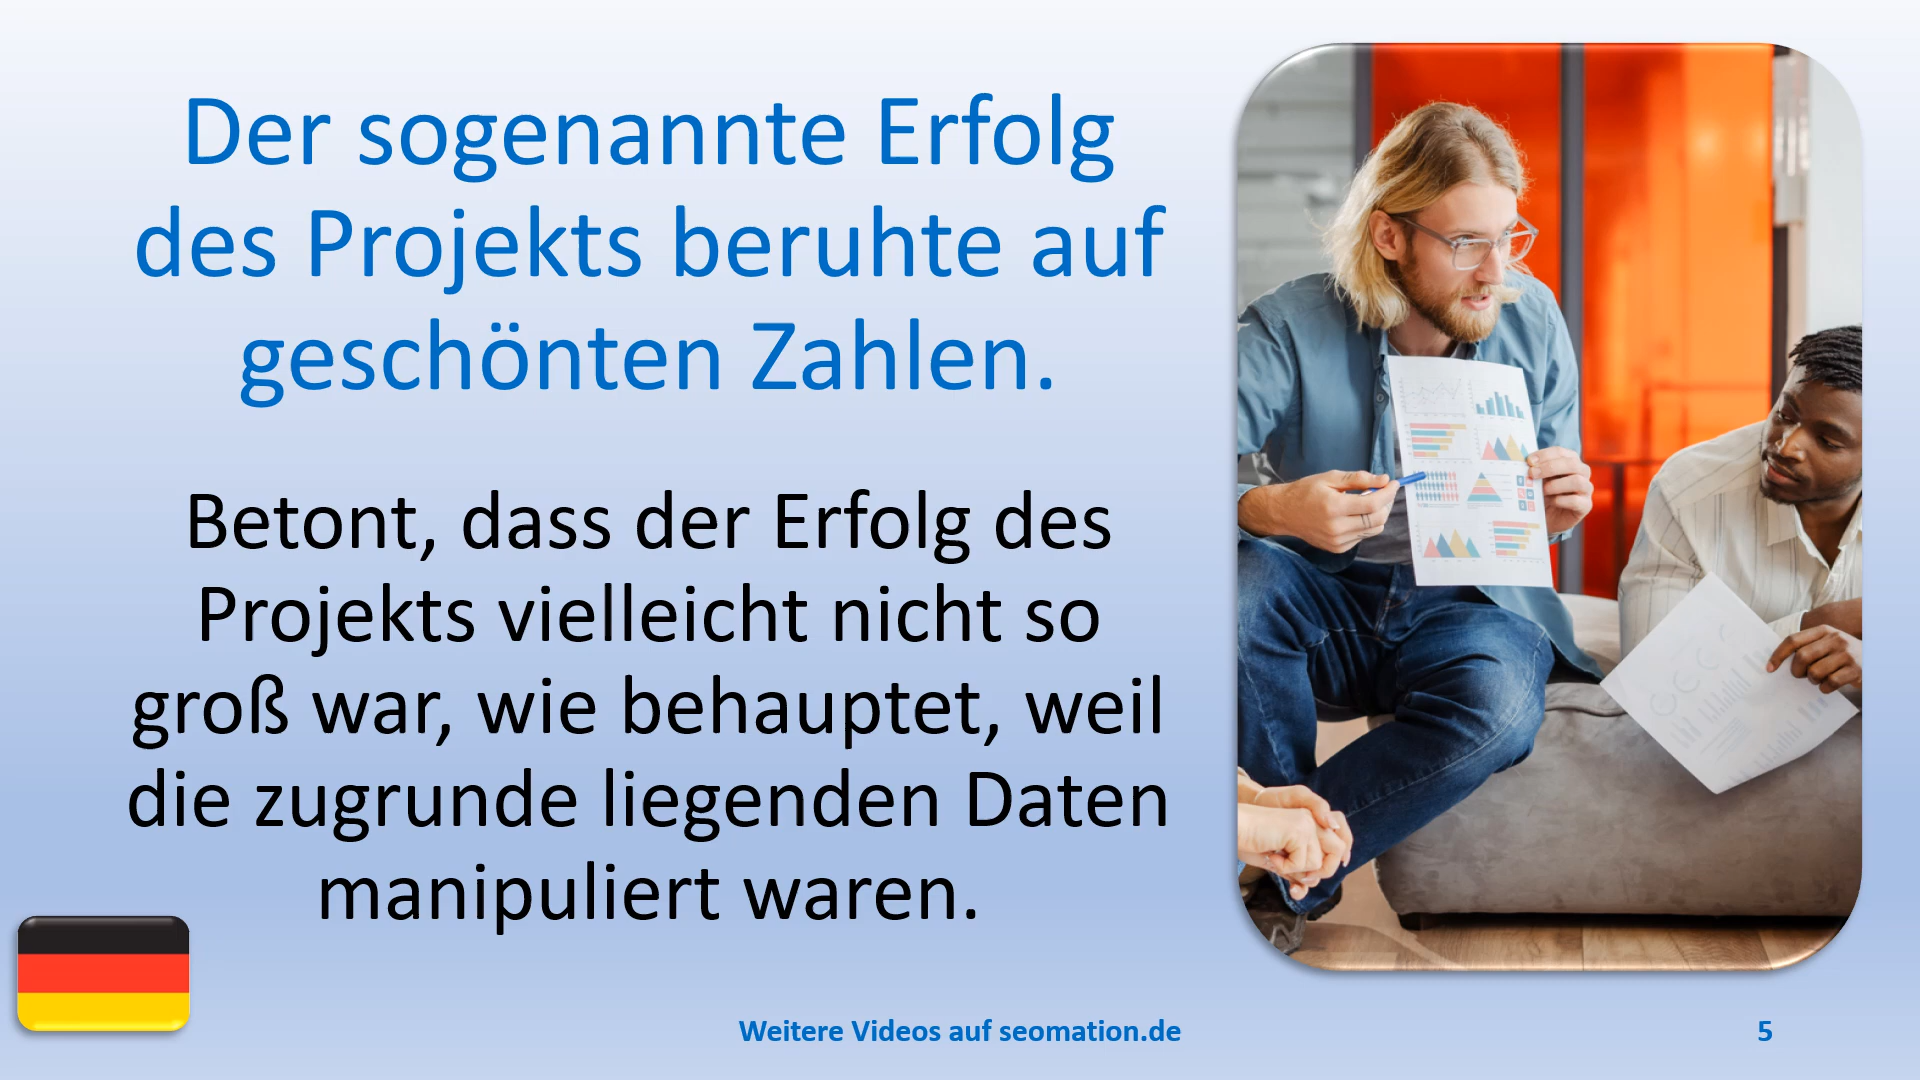 Der sogenannte Erfolg
des Projekts beruhte auf
geschönten Zahlen.
Betont, dass der Erfolg des
Projekts vielleicht nicht so
groß war, wie behauptet, weil
die zugrunde liegenden Daten
manipuliert waren.
Weitere Videos auf seomation.de
5